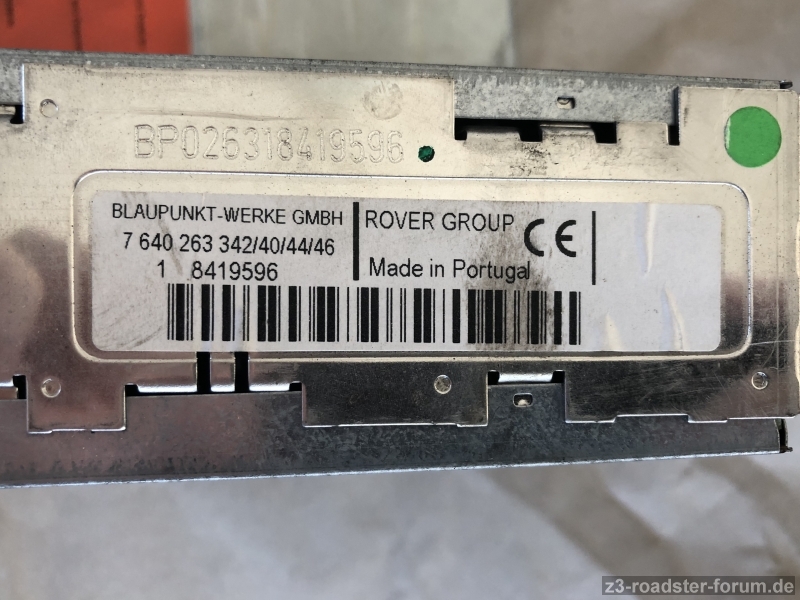 BP026318419596
BLAUPUNKT-WERKE GMBH
7 640 263 342/40/44/46
1 8419596
ROVER GROUP CE
Made in Portugal
z3-roadster-forum.de